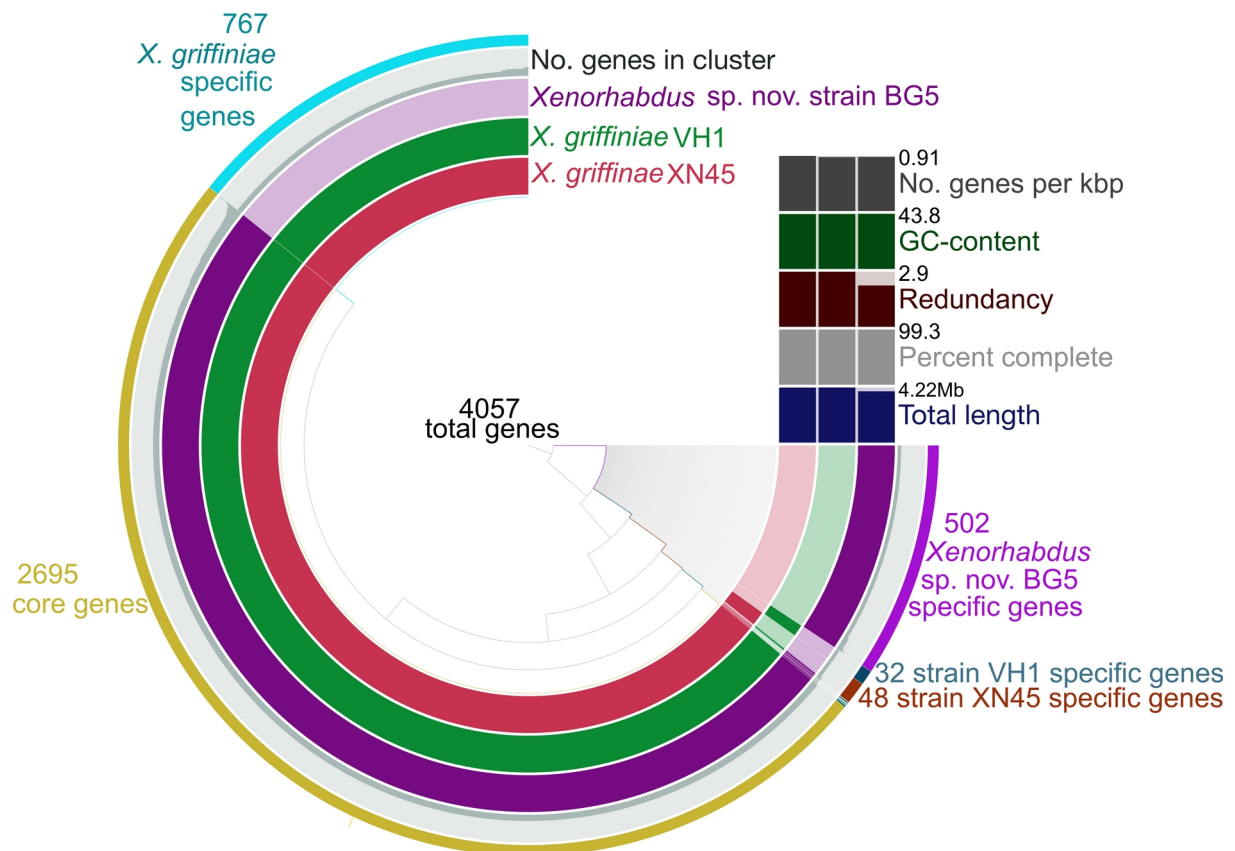 767
X. griffiniae
specific
genes
No. genes in cluster
Xenorhabdus sp. nov. strain BG5
X. griffiniae VH1
X. griffinae XN45
0.91
No. genes per kbp
43.8
GC-content
2.9
Redundancy
99.3
Percent complete
4.22Mb
Total length
4057
total genes
2695
core genes
502
Xenorhabdus
sp. nov. BG5
specific genes
32 strain VH1 specific genes
48 strain XN45 specific genes